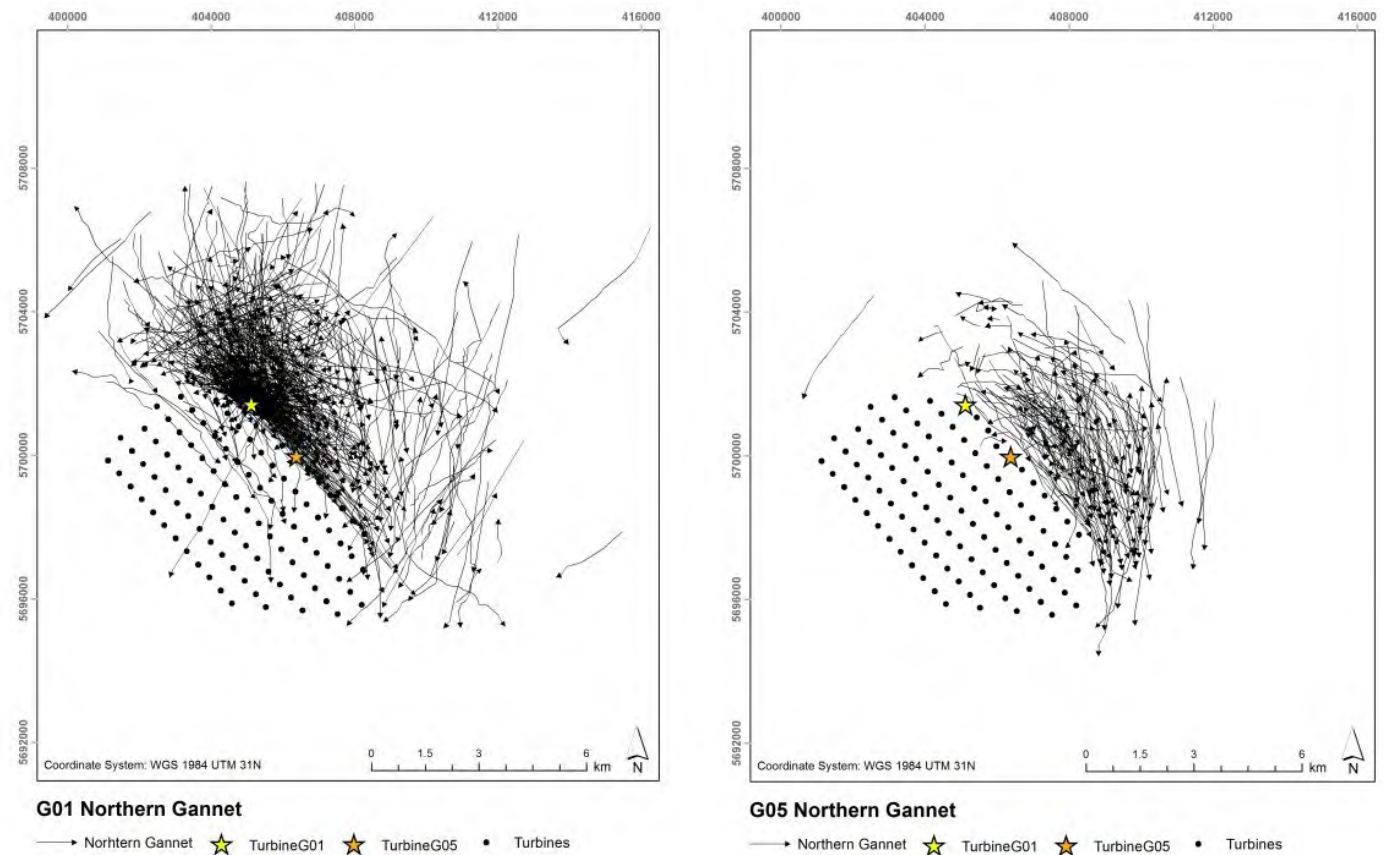 400000 404000 408000 412000 416000
5708000
5704000
5700000
5696000
5692000
0 1.5 3 6
km
N
Coordinate System: WGS 1984 UTM 31N
G01 Northern Gannet
Norhtern Gannet TurbineG01 TurbineG05 Turbines
400000 404000 408000 412000 416000
5708000
5704000
5700000
5696000
5692000
0 1.5 3 6
km
N
Coordinate System: WGS 1984 UTM 31N
G05 Northern Gannet
Northern Gannet TurbineG01 TurbineG05 Turbines